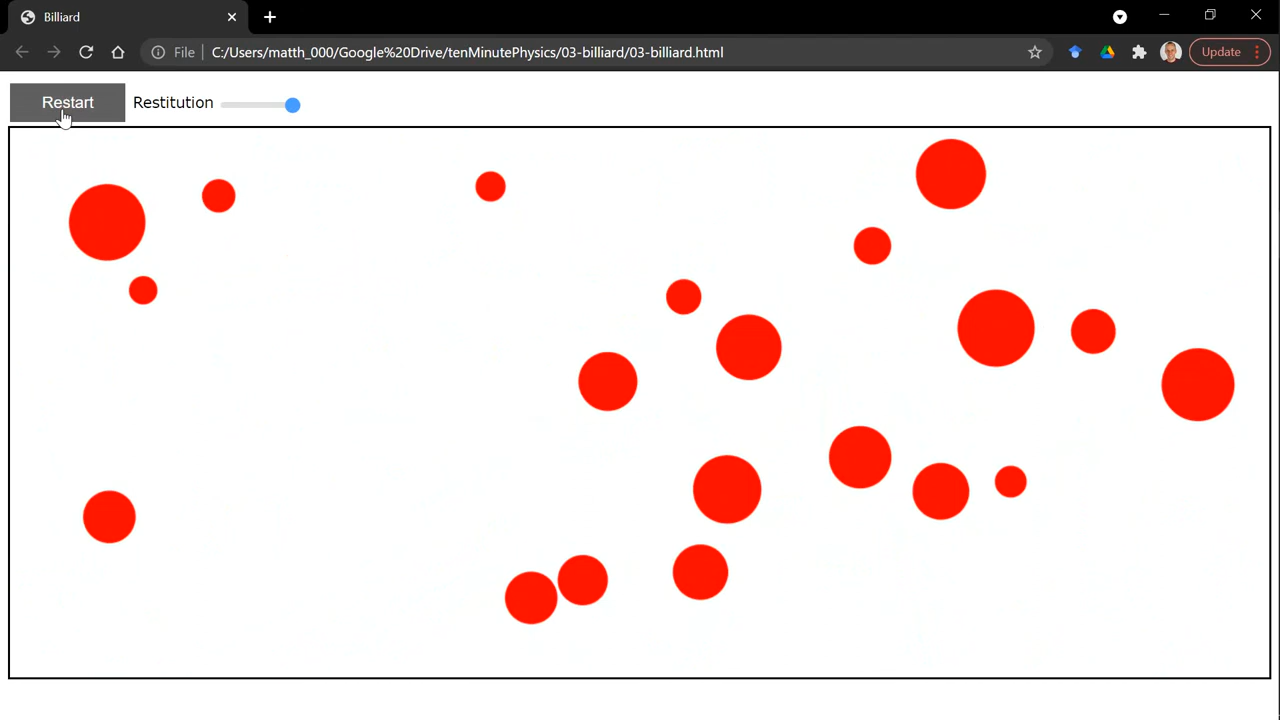 Billiard
File C:/Users/matth_000/Google%20Drive/tenMinutePhysics/03-billiard/03-billiard.html Update
Restart Restitution